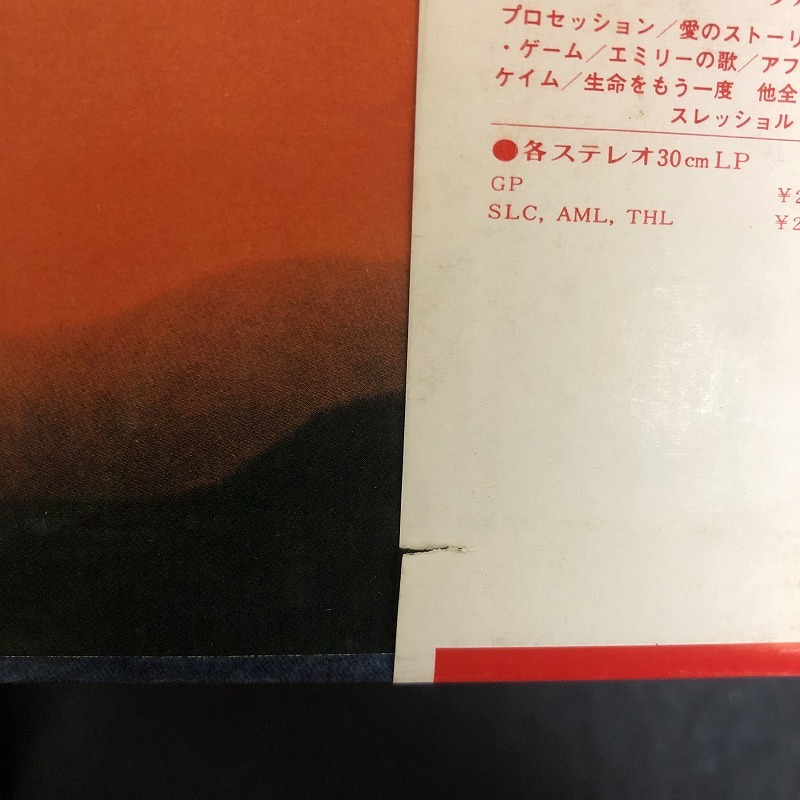 プロセッション／愛のストーリ
・ゲーム／エミリーの歌／アフ
ケイム／生命をもう一度 他全
スレッショル
●各ステレオ30cmLP
GP ¥2
SLC, AML, THL ¥2